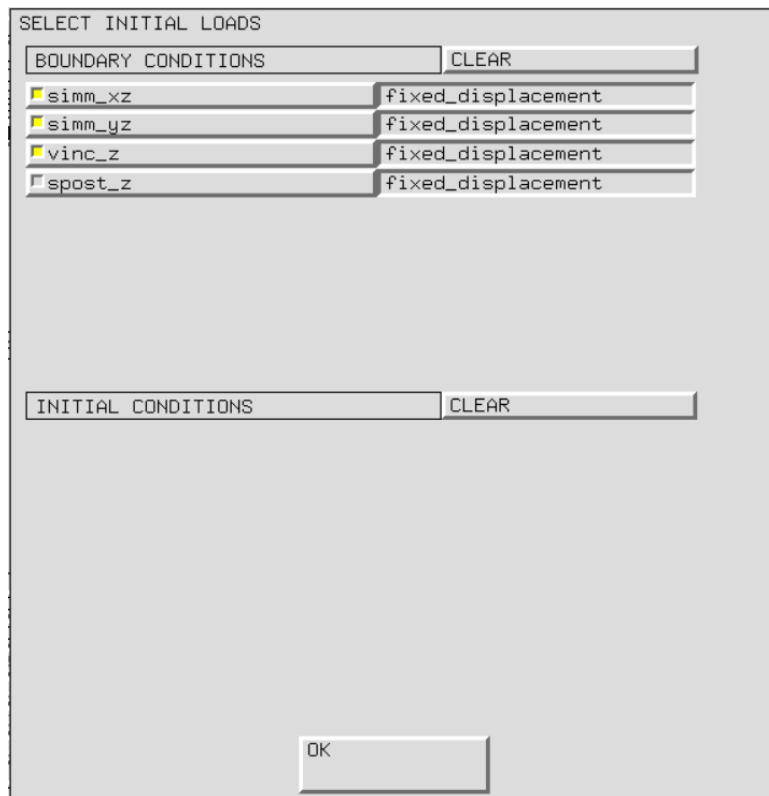 SELECT INITIAL LOADS
BOUNDARY CONDITIONS CLEAR
simm_xz fixed_displacement
simm_yz fixed_displacement
vinc_z fixed_displacement
spost_z fixed_displacement
INITIAL CONDITIONS CLEAR
OK